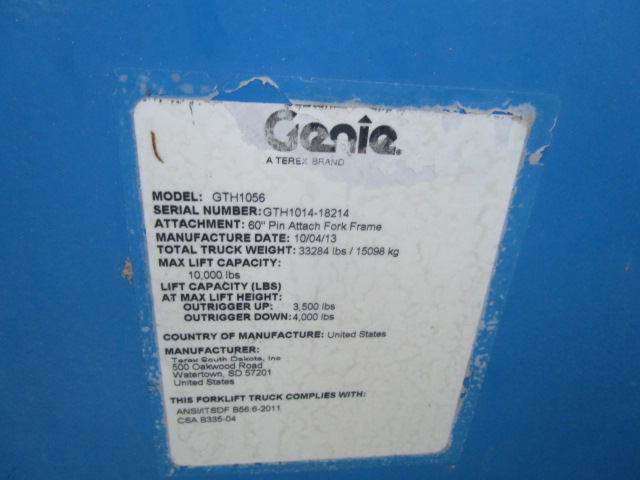 Genie.
A TEREX BRAND
MODEL: GTH1056
SERIAL NUMBER: GTH1014-18214
ATTACHMENT: 60" Pin Attach Fork Frame
MANUFACTURE DATE: 10/04/13
TOTAL TRUCK WEIGHT: 33284 lbs / 15098 kg
MAX LIFT CAPACITY:
10,000 lbs
LIFT CAPACITY (LBS)
AT MAX LIFT HEIGHT:
OUTRIGGER UP: 3,500 lbs
OUTRIGGER DOWN: 4,000 lbs
COUNTRY OF MANUFACTURE: United States
MANUFACTURER:
Terex South Dakota, Inc
500 Oakwood Road
Watertown, SD 57201
United States
THIS FORKLIFT TRUCK COMPLIES WITH:
ANSI/ITSDF B56.6-2011
CSA B335-04